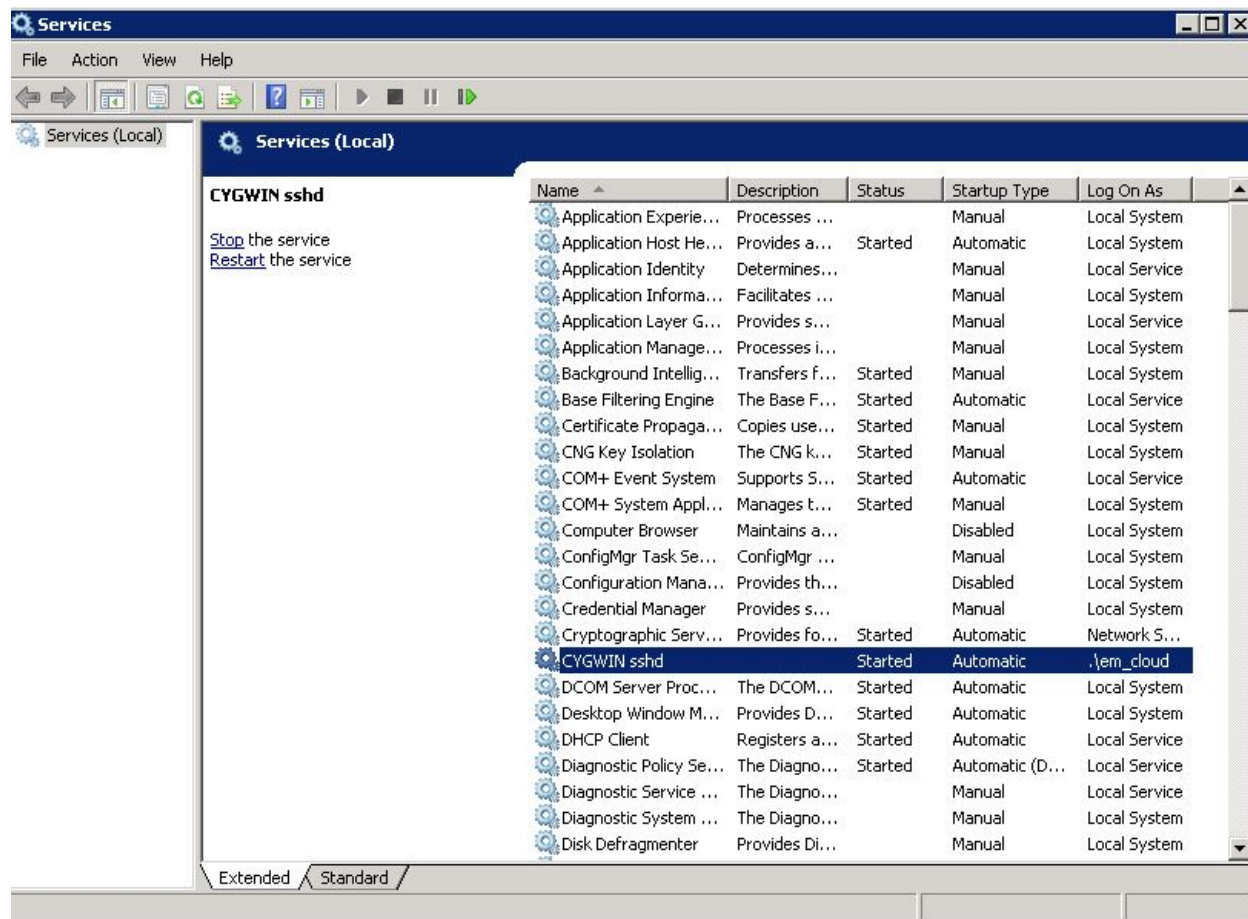 Services
File Action View Help
Services (Local)
Services (Local)
CYGWIN sshd
Stop the service
Restart the service
Name Description Status Startup Type Log On As
Application Experie... Processes ... Manual Local System
Application Host He... Provides a... Started Automatic Local System
Application Identity Determines... Manual Local Service
Application Informa... Facilitates ... Manual Local System
Application Layer G... Provides s... Manual Local Service
Application Manage... Processes i... Manual Local System
Background Intellig... Transfers f... Started Manual Local System
Base Filtering Engine The Base F... Started Automatic Local Service
Certificate Propaga... Copies use... Started Manual Local System
CNG Key Isolation The CNG k... Started Manual Local System
COM+ Event System Supports S... Started Automatic Local Service
COM+ System Appl... Manages t... Started Manual Local System
Computer Browser Maintains a... Disabled Local System
ConfigMgr Task Se... ConfigMgr ... Manual Local System
Configuration Mana... Provides th... Disabled Local System
Credential Manager Provides s... Manual Local System
Cryptographic Serv... Provides fo... Started Automatic Network S...
CYGWIN sshd Started Automatic .\em_cloud
DCOM Server Proc... The DCOM... Started Automatic Local System
Desktop Window M... Provides D... Started Automatic Local System
DHCP Client Registers a... Started Automatic Local Service
Diagnostic Policy Se... The Diagno... Started Automatic (D... Local Service
Diagnostic Service ... The Diagno... Manual Local Service
Diagnostic System ... The Diagno... Manual Local System
Disk Defragmenter Provides Di... Manual Local System
Extended Standard